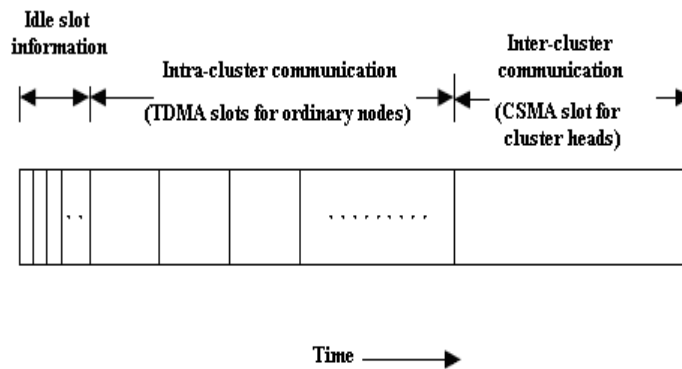 Idle slot
information
Intra-cluster communication
(TDMA slots for ordinary nodes)
Inter-cluster
communication
(CSMA slot for
cluster heads)
. .
. . . . . . . . .
Time